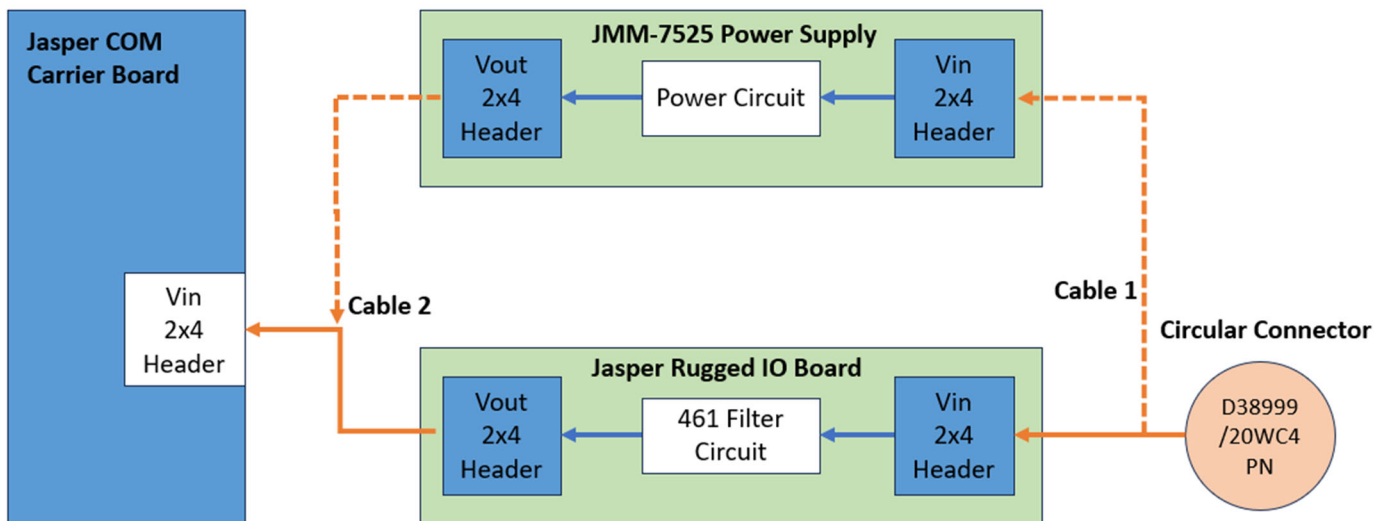 Jasper COM
Carrier Board
JMM-7525 Power Supply
Vout
2x4
Header
Power Circuit
Vin
2x4
Header
Vin
2x4
Header
Cable 2
Cable 1
Circular Connector
Jasper Rugged IO Board
Vout
2x4
Header
461 Filter
Circuit
Vin
2x4
Header
D38999
/20WC4
PN